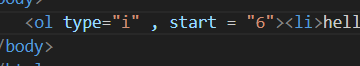 <ol type="i" , start = "6"><li>hell
/body>